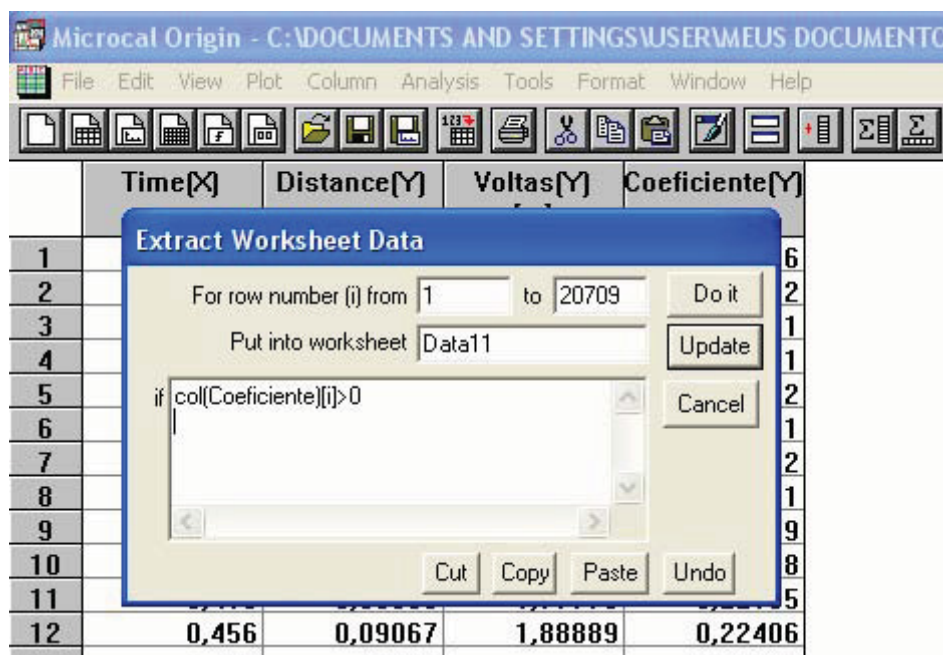 Microcal Origin - C:\DOCUMENTS AND SETTINGS\USER\MEUS DOCUMENTO
File Edit View Plot Column Analysis Tools Format Window Help
123
Time(X) Distance(Y) Voltas(Y) Coeficiente(Y)
Extract Worksheet Data
1 6
For row number (i) from 1 to 20709 Do it
2 2
3 1
Put into worksheet Data11 Update
4 1
5 2
if col(Coeficiente)[i]>0 Cancel
6 1
7 2
8 1
9 9
10 8
Cut Copy Paste Undo
11 5
12 0,456 0,09067 1,88889 0,22406